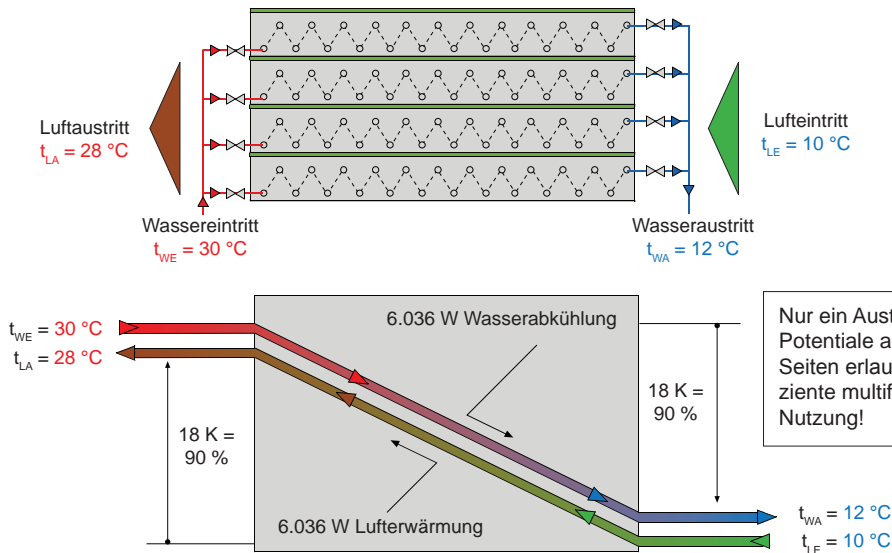 Luftaustritt
t_LA = 28 °C
Lufteintritt
t_LE = 10 °C
Wassereintritt
t_WE = 30 °C
Wasseraustritt
t_WA = 12 °C
t_WE = 30 °C
t_LA = 28 °C
6.036 W Wasserabkühlung
18 K =
90 %
18 K =
90 %
6.036 W Lufterwärmung
t_WA = 12 °C
t_LE = 10 °C
Nur ein Aust
Potentiale a
Seiten erlau
ziente multif
Nutzung!